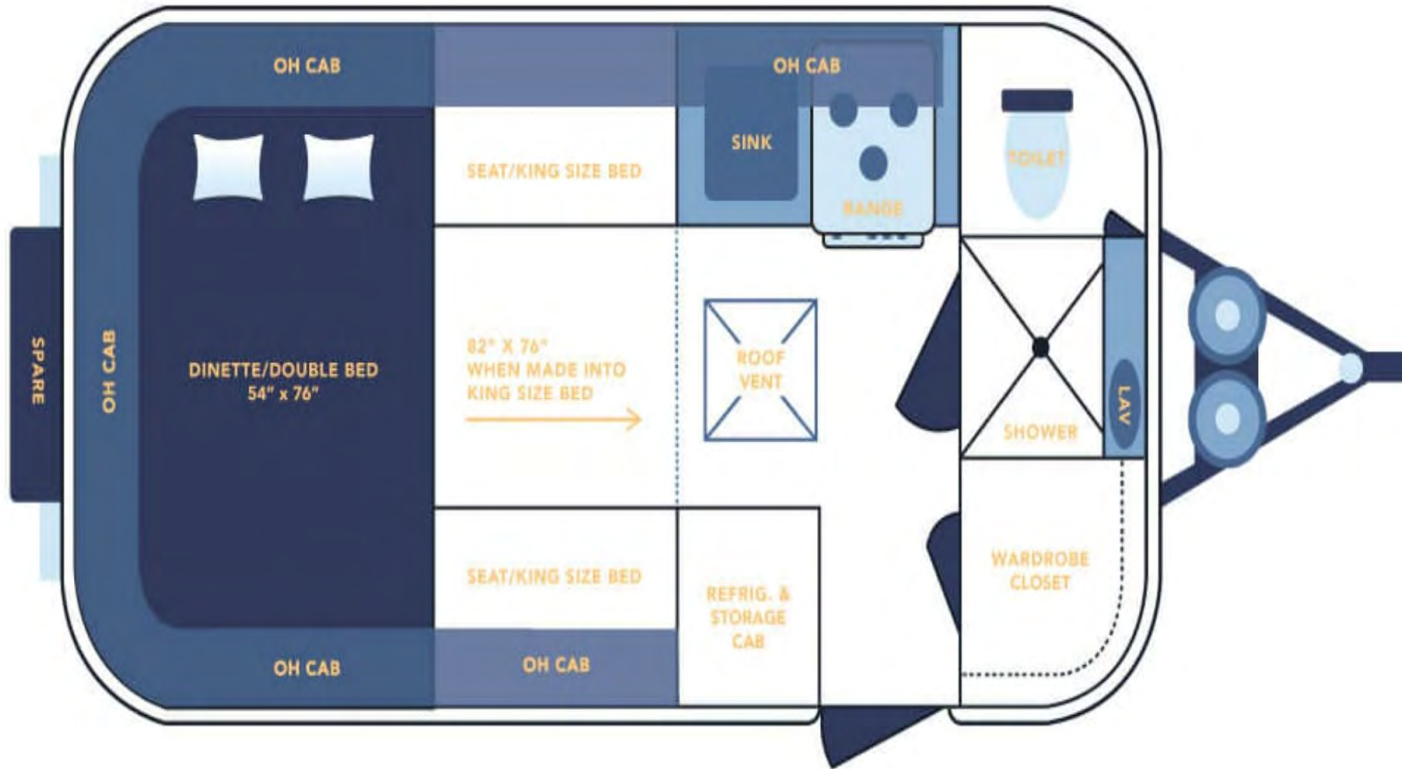 OH CAB
OH CAB
SINK
TOILET
SEAT/KING SIZE BED
RANGE
SPARE
OH CAB
DINETTE/DOUBLE BED
54" x 76"
82" X 76"
WHEN MADE INTO
KING SIZE BED
ROOF
VENT
SHOWER
LAV
SEAT/KING SIZE BED
REFRIG. &
STORAGE
CAB
WARDROBE
CLOSET
OH CAB
OH CAB